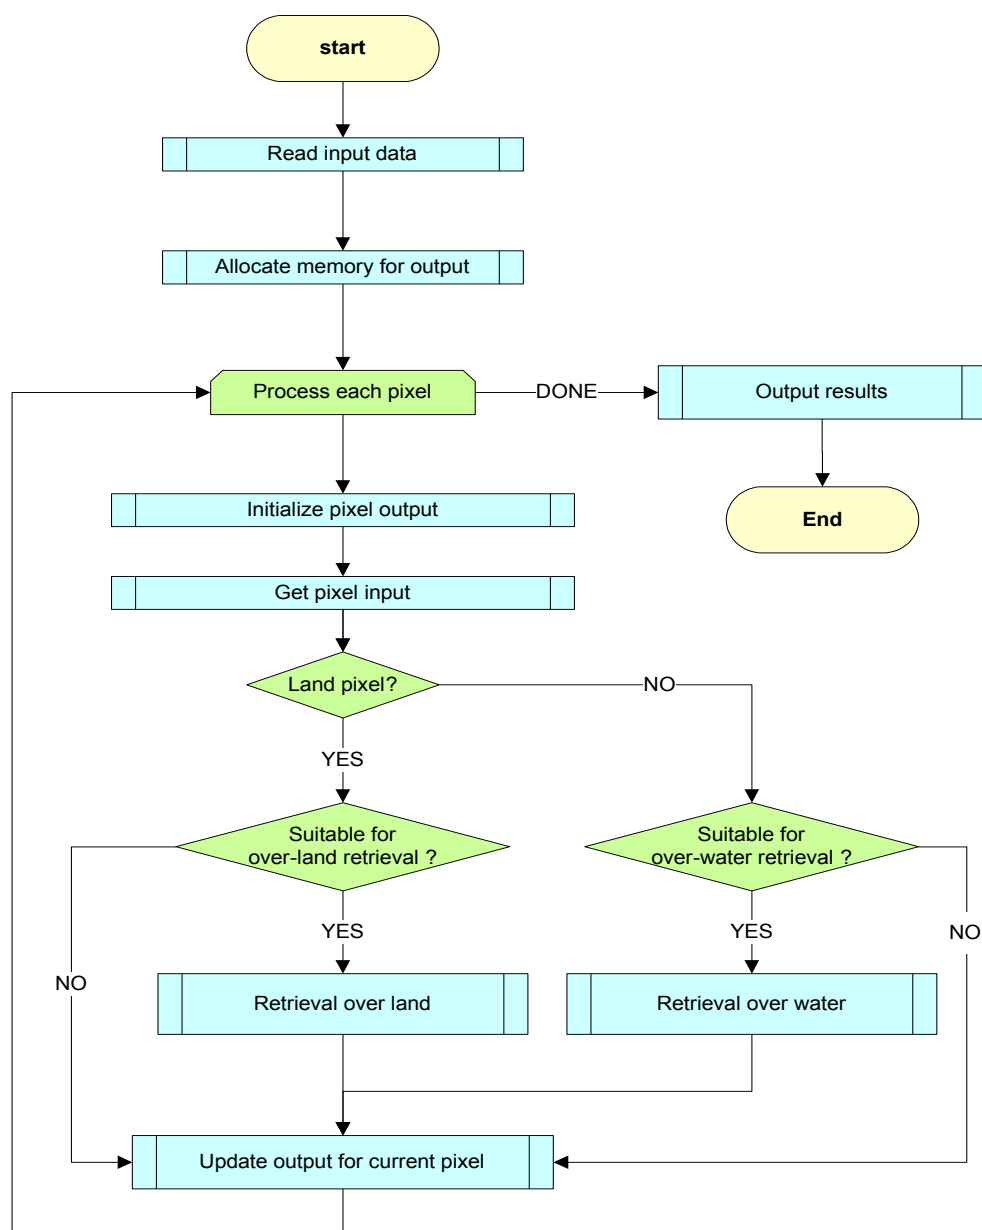 start
Read input data
Allocate memory for output
Process each pixel
DONE
Output results
Initialize pixel output
End
Get pixel input
Land pixel?
NO
YES
Suitable for
over-land retrieval ?
Suitable for
over-water retrieval ?
YES
YES
NO
NO
Retrieval over land
Retrieval over water
Update output for current pixel